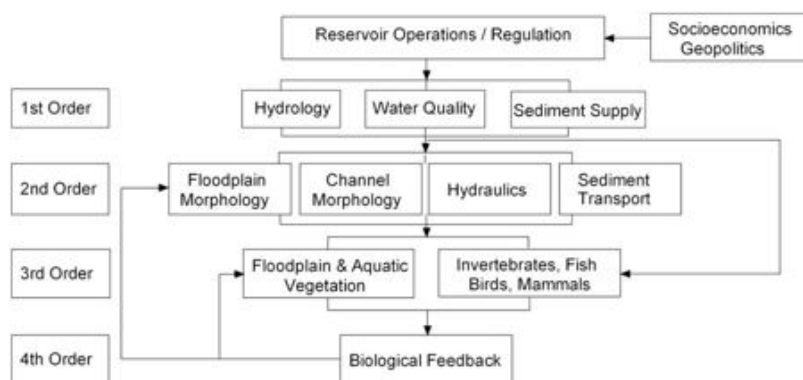 Reservoir Operations / Regulation
Socioeconomics
Geopolitics
1st Order
Hydrology
Water Quality
Sediment Supply
2nd Order
Floodplain
Morphology
Channel
Morphology
Hydraulics
Sediment
Transport
3rd Order
Floodplain & Aquatic
Vegetation
Invertebrates, Fish
Birds, Mammals
4th Order
Biological Feedback